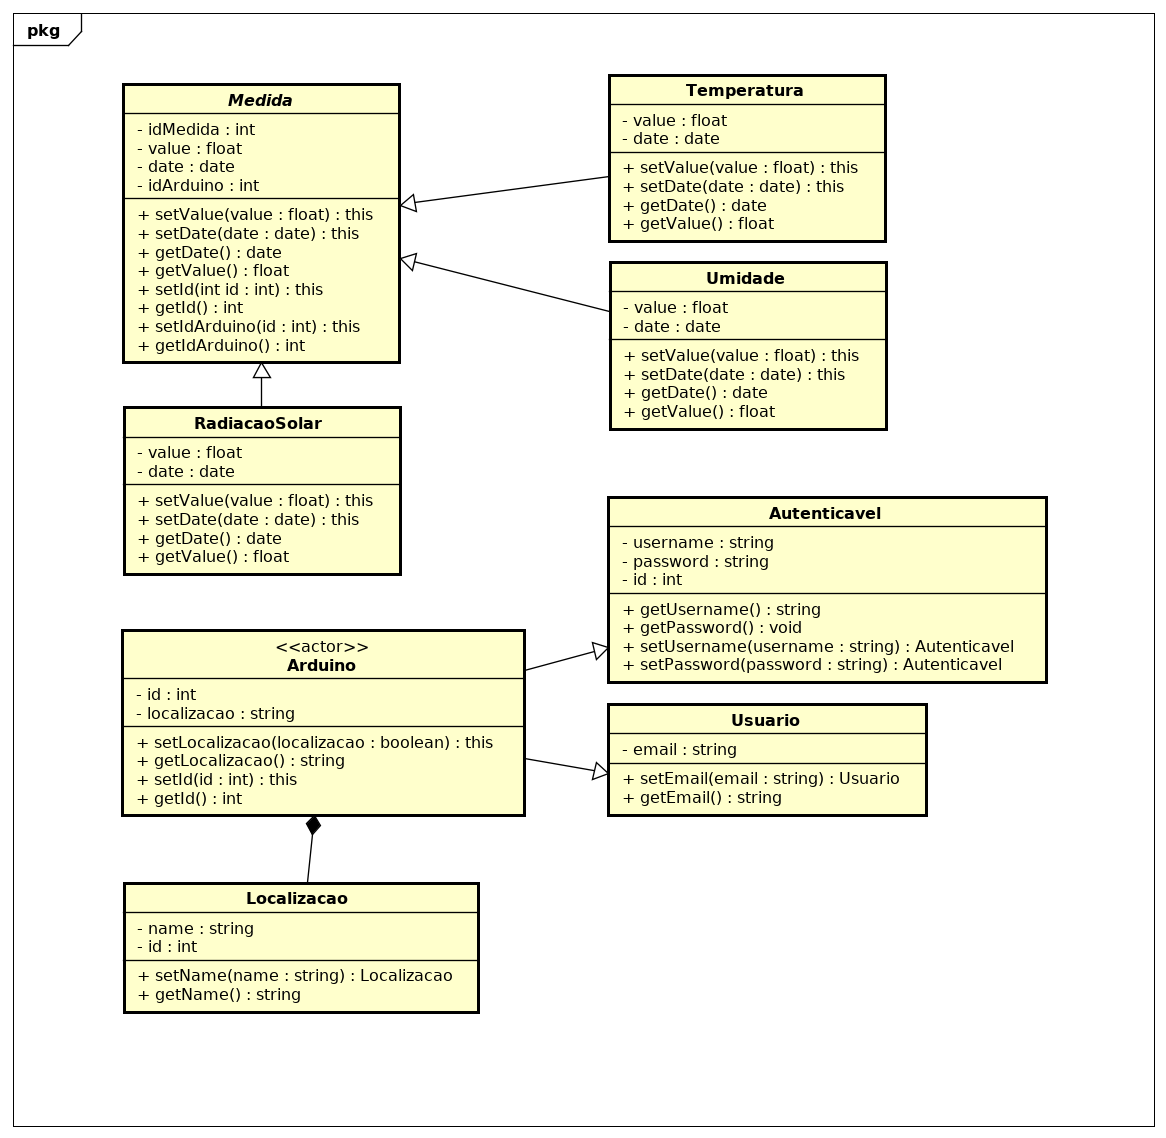 pkg
Medida
- idMedida : int
- value : float
- date : date
- idArduino : int
+ setValue(value : float) : this
+ setDate(date : date) : this
+ getDate() : date
+ getValue() : float
+ setId(int id : int) : this
+ getId() : int
+ setIdArduino(id : int) : this
+ getIdArduino() : int
Temperatura
- value : float
- date : date
+ setValue(value : float) : this
+ setDate(date : date) : this
+ getDate() : date
+ getValue() : float
Umidade
- value : float
- date : date
+ setValue(value : float) : this
+ setDate(date : date) : this
+ getDate() : date
+ getValue() : float
RadiacaoSolar
- value : float
- date : date
+ setValue(value : float) : this
+ setDate(date : date) : this
+ getDate() : date
+ getValue() : float
Autenticavel
- username : string
- password : string
- id : int
+ getUsername() : string
+ getPassword() : void
+ setUsername(username : string) : Autenticavel
+ setPassword(password : string) : Autenticavel
<<actor>>
Arduino
- id : int
- localizacao : string
+ setLocalizacao(localizacao : boolean) : this
+ getLocalizacao() : string
+ setId(id : int) : this
+ getId() : int
Usuario
- email : string
+ setEmail(email : string) : Usuario
+ getEmail() : string
Localizacao
- name : string
- id : int
+ setName(name : string) : Localizacao
+ getName() : string